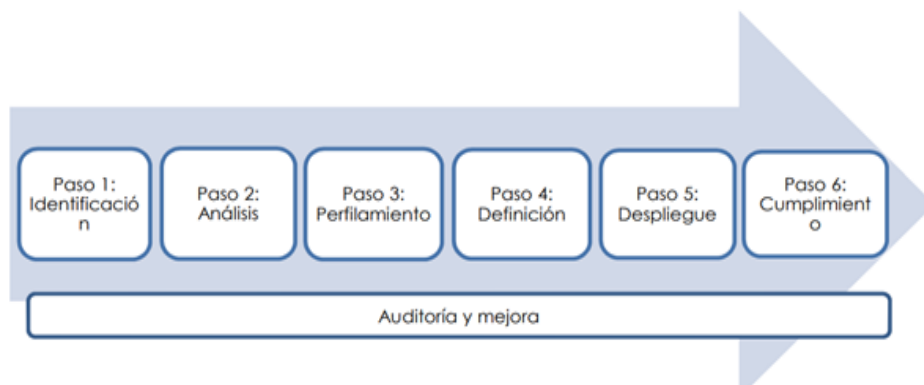 Paso 1:
Identificació
n
Paso 2:
Análisis
Paso 3:
Perfilamiento
Paso 4:
Definición
Paso 5:
Despliegue
Paso 6:
Cumplimient
o
Auditoría y mejora